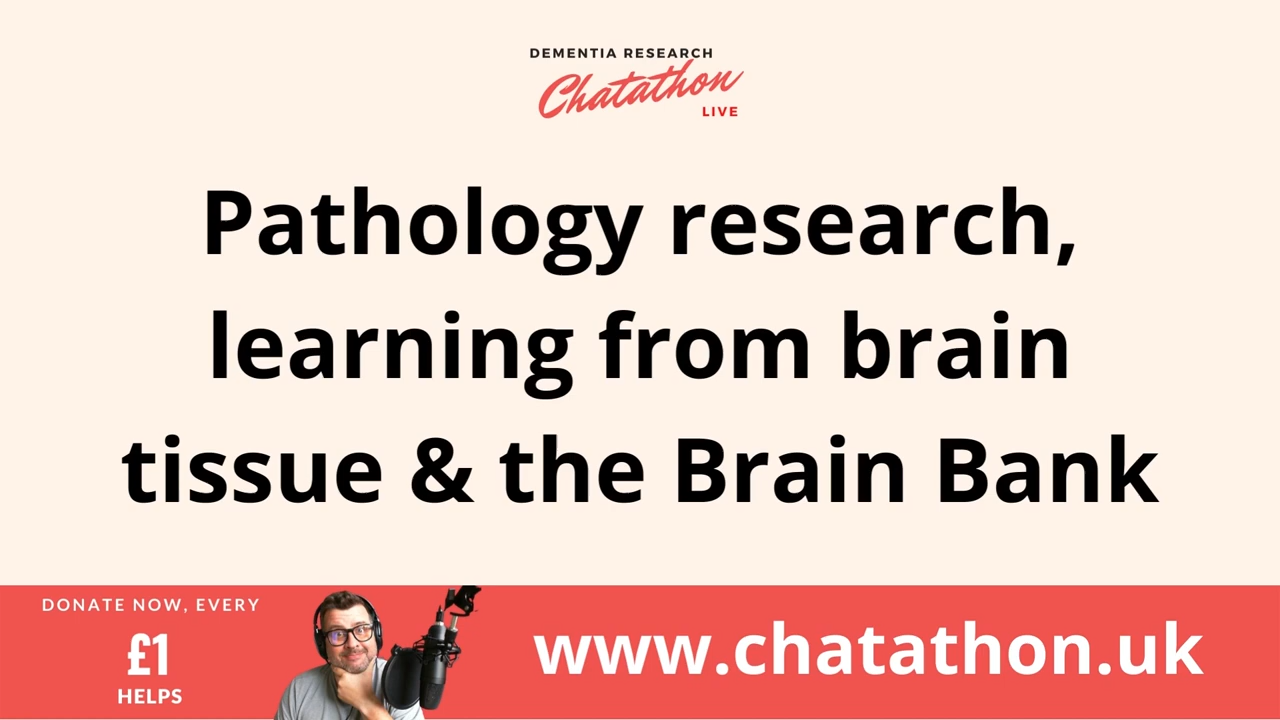 DEMENTIA RESEARCH
Chatathon
LIVE
Pathology research,
learning from brain
tissue & the Brain Bank
DONATE NOW, EVERY
£1
HELPS
www.chatathon.uk